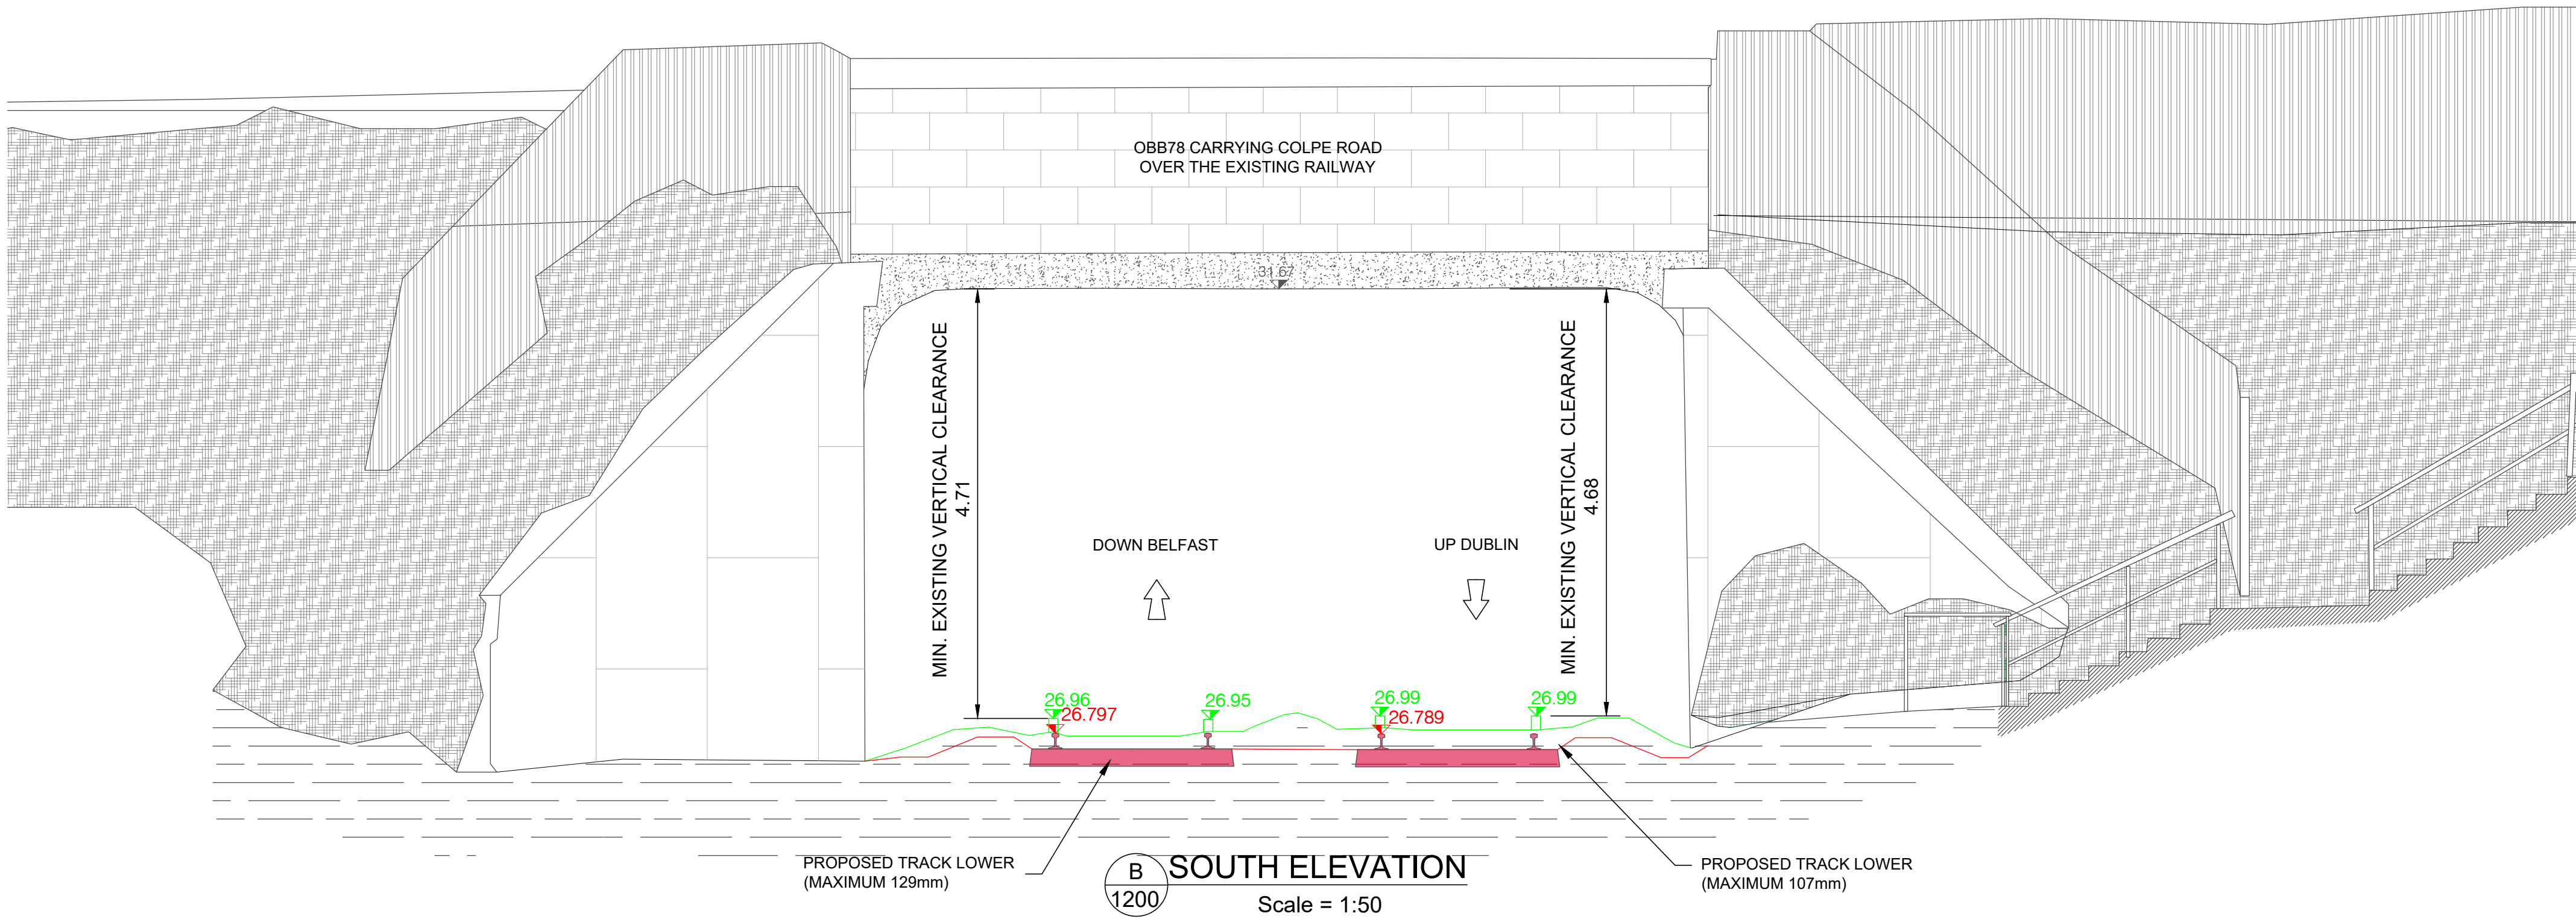 OBB78 CARRYING COLPE ROAD
OVER THE EXISTING RAILWAY
31.67
MIN. EXISTING VERTICAL CLEARANCE
4.71
MIN. EXISTING VERTICAL CLEARANCE
4.68
DOWN BELFAST
UP DUBLIN
26.96
26.797
26.95
26.99
26.789
26.99
PROPOSED TRACK LOWER
(MAXIMUM 129mm)
B
1200
SOUTH ELEVATION
Scale = 1:50
PROPOSED TRACK LOWER
(MAXIMUM 107mm)